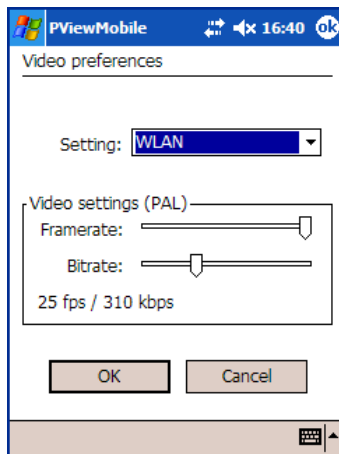 PViewMobile 16:40 ok
Video preferences
Setting: WLAN
Video settings (PAL)
Framerate:
Bitrate:
25 fps / 310 kbps
OK Cancel